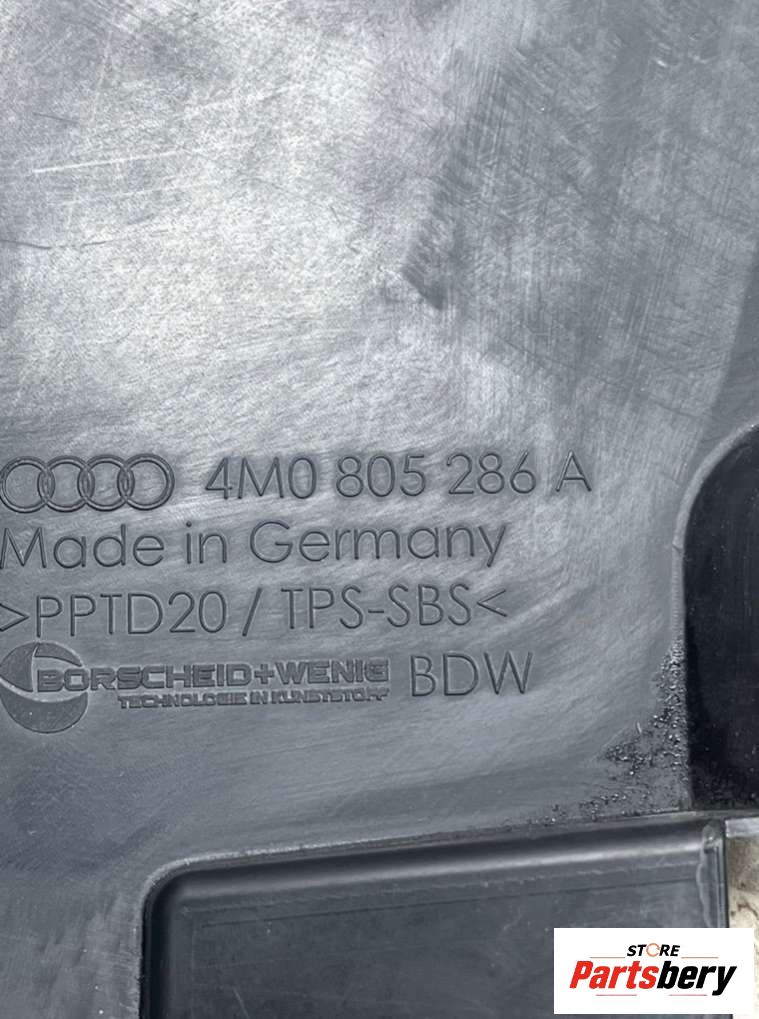 4M0 805 286 A
Made in Germany
>PPTD20 / TPS-SBS<
BORSCHEID+WENIG BDW
TECHNOLOGIE IN KUNSTSTOFF
STORE
Partsbery